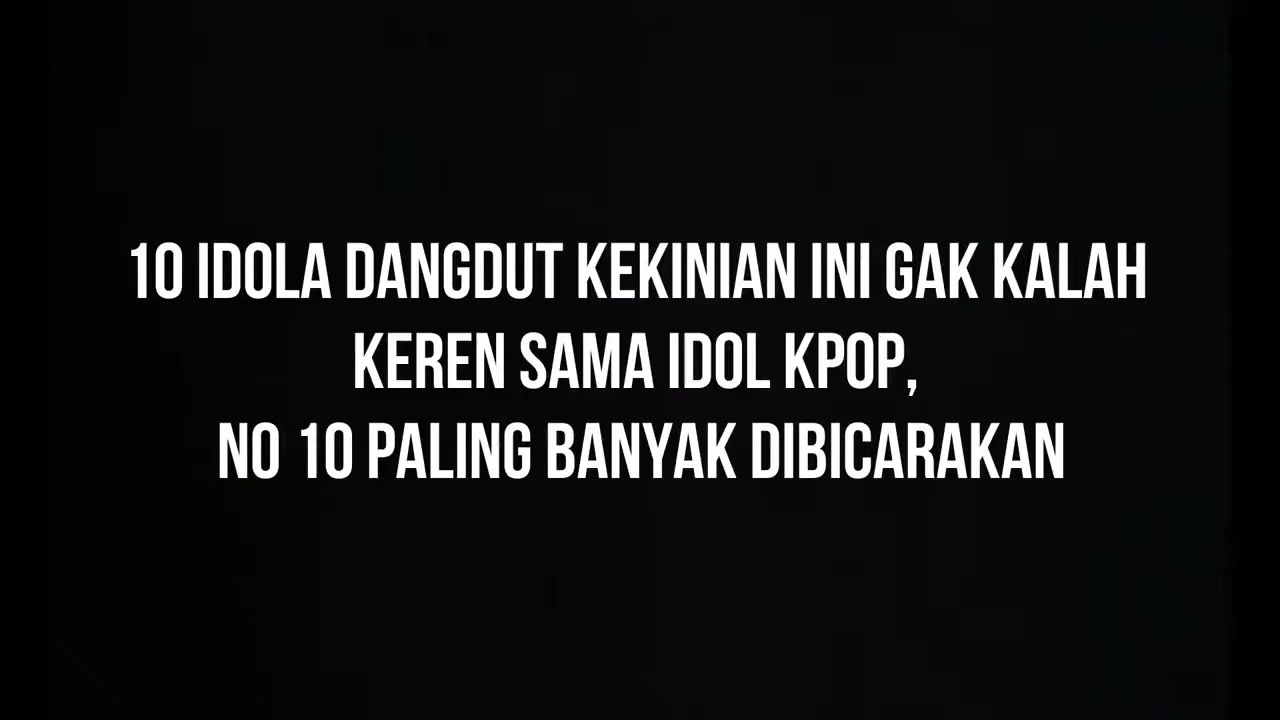 10 IDOLA DANGDUT KEKINIAN INI GAK KALAH
KEREN SAMA IDOL KPOP,
NO 10 PALING BANYAK DIBICARAKAN